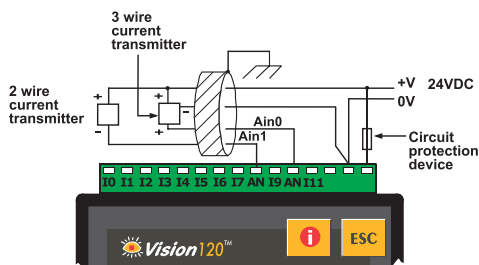 3 wire
current
transmitter
2 wire
current
transmitter
+
-
+
-
+
+V 24VDC
0V
Ain0
Ain1
Circuit
protection
device
I0 I1 I2 I3 I4 I5 I6 I7 AN I9 AN I11
Vision120™
i
ESC